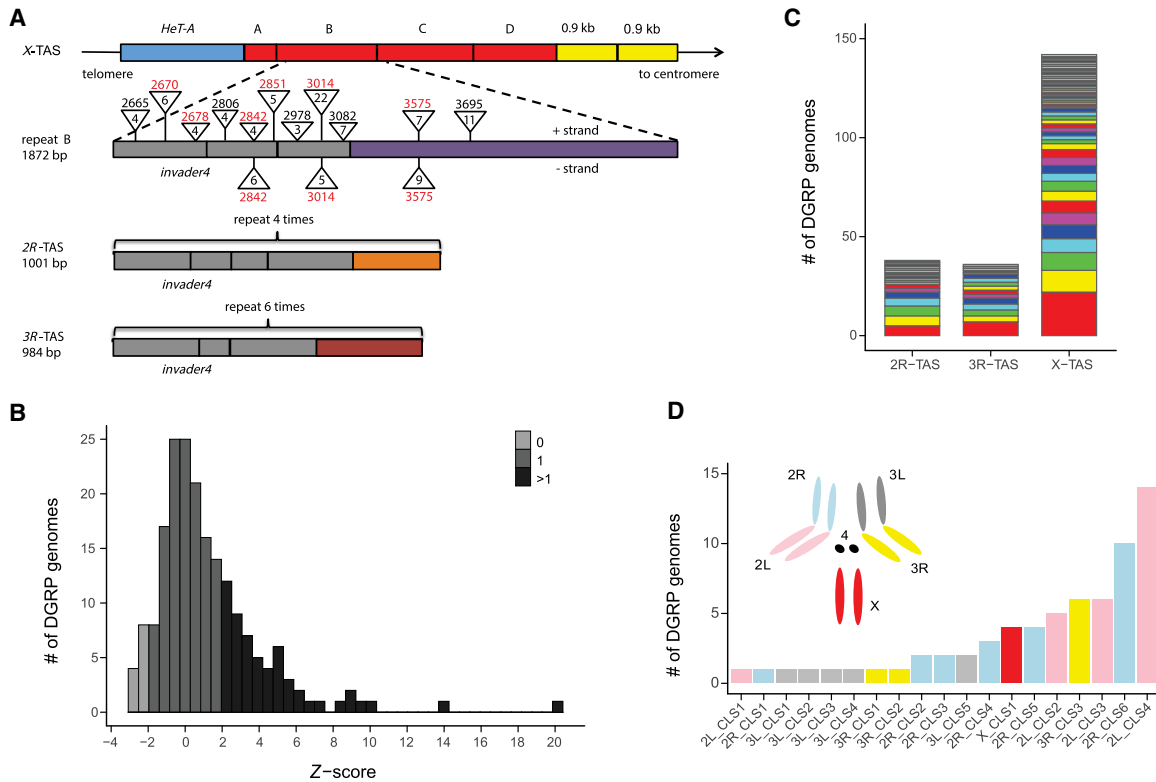 A
HeT-A A B C D 0.9 kb 0.9 kb
X-TAS
telomere to centromere
2665 2670 2678 2806 2842 2851 2978 3014 3082 3575 3695
4 6 4 4 4 5 3 22 7 7 11
repeat B
1872 bp
+ strand
invader4
- strand
6 5 9
2842 3014 3575
repeat 4 times
2R-TAS
1001 bp
invader4
repeat 6 times
3R-TAS
984 bp
invader4
B
# of DGRP genomes
25
20
15
10
5
0
−4 −2 0 2 4 6 8 10 12 14 16 18 20
Z−score
0
1
>1
C
# of DGRP genomes
150
100
50
0
2R−TAS 3R−TAS X−TAS
D
# of DGRP genomes
15
10
5
0
2R 3L
4
2L 3R
X
2L_CLS1
2R_CLS1
3L_CLS1
3L_CLS2
3L_CLS3
3L_CLS4
3R_CLS1
3R_CLS2
2R_CLS2
2R_CLS3
3L_CLS5
2R_CLS4
X_CLS1
2R_CLS5
2L_CLS2
3R_CLS3
2L_CLS3
2R_CLS6
2L_CLS4